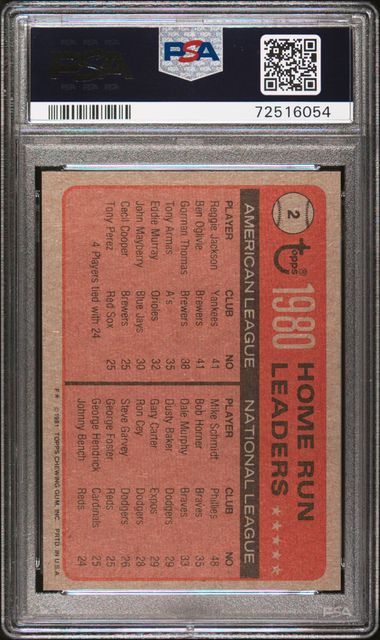 PSA
PSA
72516054
2
topps®
1980 HOME RUN
LEADERS
AMERICAN LEAGUE
PLAYER CLUB NO
Reggie Jackson Yankees 41
Ben Oglivie Brewers 41
Gorman Thomas Brewers 38
Tony Armas A's 35
Eddie Murray Orioles 32
John Mayberry Blue Jays 30
Cecil Cooper Brewers 25
Tony Perez Red Sox 25
4 Players tied with 24
NATIONAL LEAGUE
PLAYER CLUB NO
Mike Schmidt Phillies 48
Bob Horner Braves 35
Dale Murphy Braves 33
Dusty Baker Dodgers 29
Gary Carter Expos 29
Ron Cey Dodgers 28
Steve Garvey Dodgers 26
George Foster Reds 25
George Hendrick Cardinals 25
Johnny Bench Reds 24
F* © 1981 TOPPS CHEWING GUM, INC. PRTD. IN U.S.A.
PSA